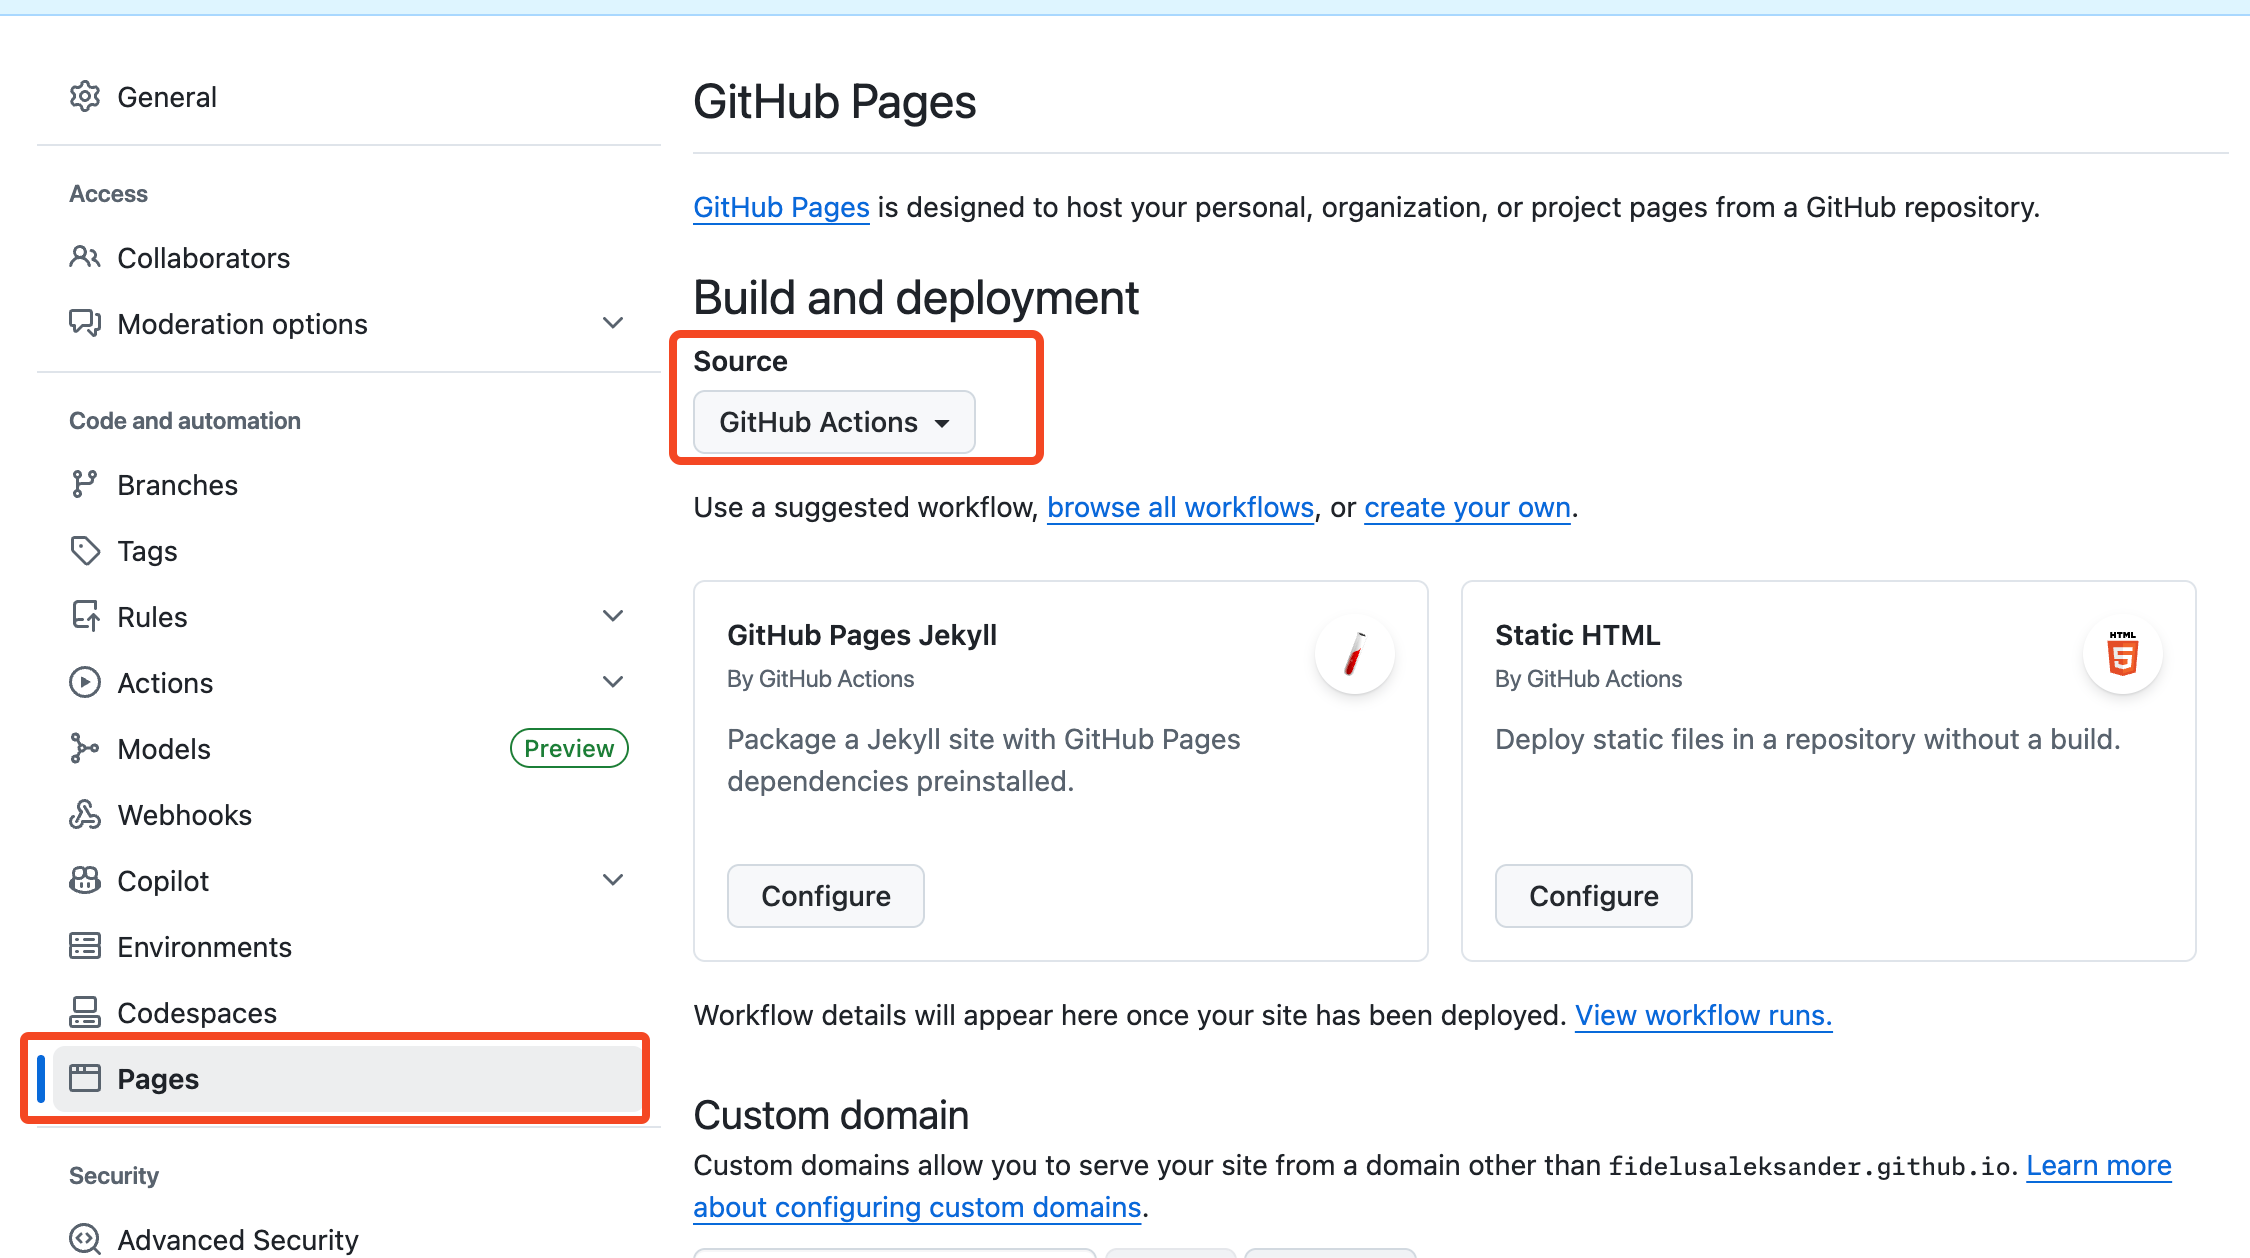 General
Access
Collaborators
Moderation options
Code and automation
Branches
Tags
Rules
Actions
Models
Preview
Webhooks
Copilot
Environments
Codespaces
Pages
Security
Advanced Security
GitHub Pages
GitHub Pages is designed to host your personal, organization, or project pages from a GitHub repository.
Build and deployment
Source
GitHub Actions
Use a suggested workflow, browse all workflows, or create your own.
GitHub Pages Jekyll
By GitHub Actions
Package a Jekyll site with GitHub Pages
dependencies preinstalled.
Configure
Static HTML
By GitHub Actions
HTML
5
Deploy static files in a repository without a build.
Configure
Workflow details will appear here once your site has been deployed. View workflow runs.
Custom domain
Custom domains allow you to serve your site from a domain other than fidelusaleksander.github.io. Learn more
about configuring custom domains.